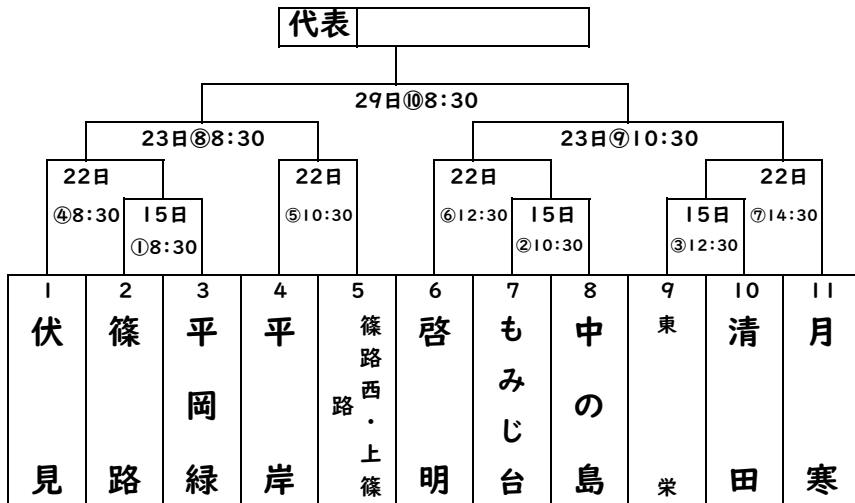 代表
29日⑩8:30
23日⑧8:30
23日⑨10:30
22日
22日
22日
22日
④8:30
15日
⑤10:30
⑥12:30
15日
15日
⑦14:30
①8:30
②10:30
③12:30
1
2
3
4
5
6
7
8
9
10
11
伏見
篠路
平岡緑
平岸
篠路西・上篠
路
啓明
もみじ台
中の島
東栄
清田
月寒